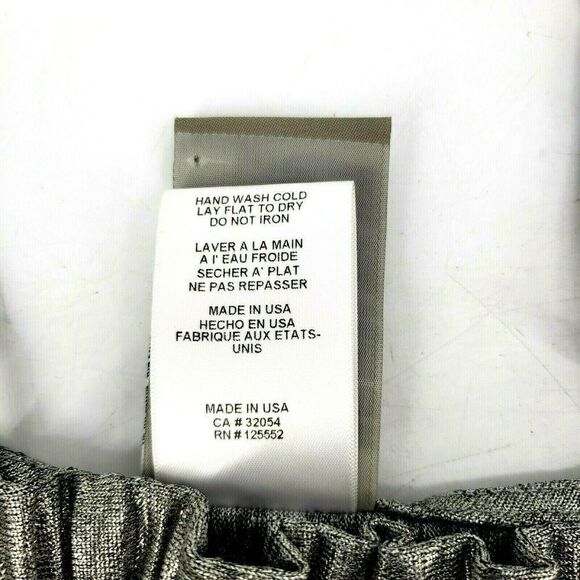 HAND WASH COLD
LAY FLAT TO DRY
DO NOT IRON
LAVER A LA MAIN
A l' EAU FROIDE
SECHER A' PLAT
NE PAS REPASSER
MADE IN USA
HECHO EN USA
FABRIQUE AUX ETATS-
UNIS
MADE IN USA
CA # 32054
RN # 125552